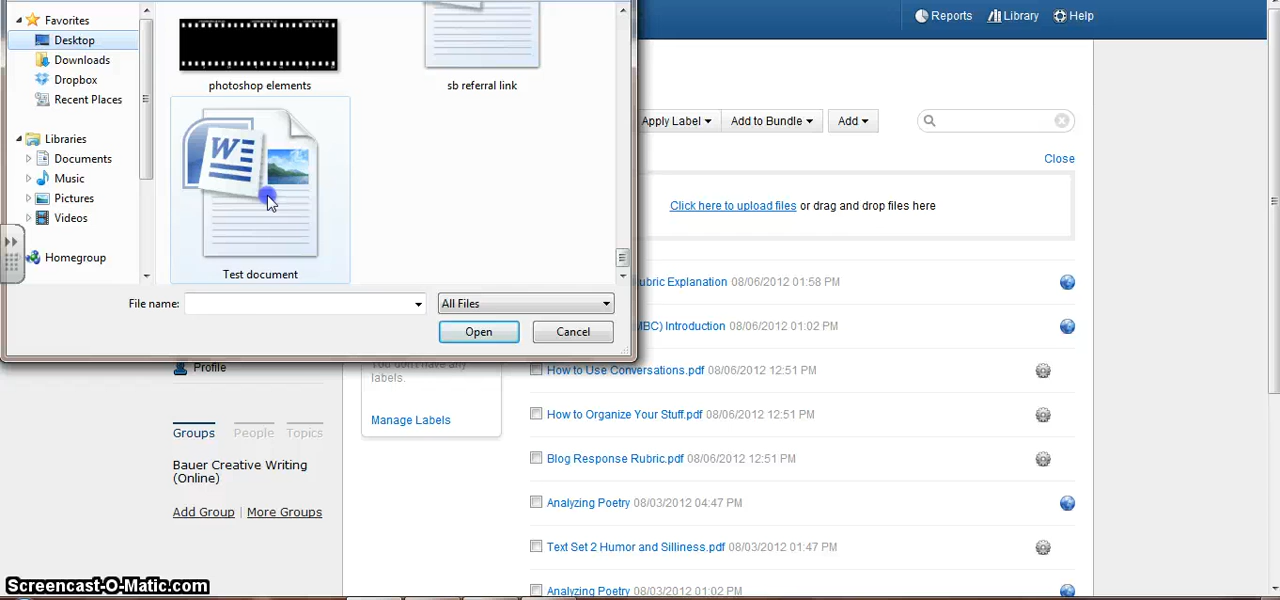 Favorites
Desktop
Downloads
Dropbox
Recent Places
Libraries
Documents
Music
Pictures
Videos
Homegroup
photoshop elements
sb referral link
W
Test document
File name:
All Files
Open
Cancel
Reports
Library
Help
Apply Label
Add to Bundle
Add
Close
Click here to upload files or drag and drop files here
ubric Explanation 08/06/2012 01:58 PM
MBC) Introduction 08/06/2012 01:02 PM
How to Use Conversations.pdf 08/06/2012 12:51 PM
How to Organize Your Stuff.pdf 08/06/2012 12:51 PM
Blog Response Rubric.pdf 08/06/2012 12:51 PM
Analyzing Poetry 08/03/2012 04:47 PM
Text Set 2 Humor and Silliness.pdf 08/03/2012 01:47 PM
Analyzing Poetry 08/03/2012 01:02 PM
You don't have any
labels.
Manage Labels
Profile
Groups
People
Topics
Bauer Creative Writing
(Online)
Add Group | More Groups
Screencast-O-Matic.com